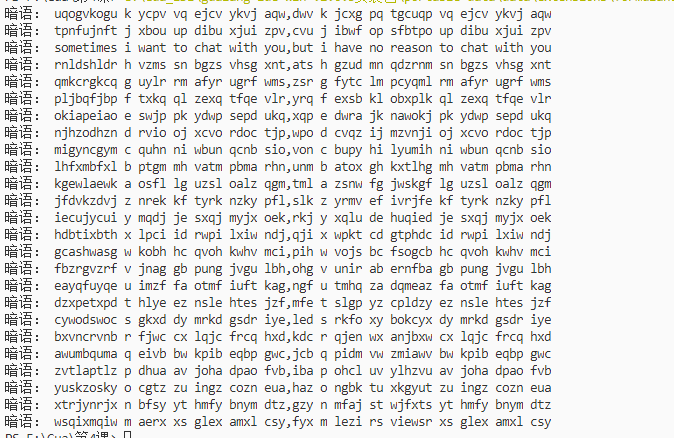 暗语: uqogvkogu k ycpv vq ejcv ykvj aqw,dwv k jcxg pq tgcuqp vq ejcv ykvj aqw
暗语: tpnfujnft j xbou up dibu xjui zpv,cvu j ibwf op sfbtpo up dibu xjui zpv
暗语: sometimes i want to chat with you,but i have no reason to chat with you
暗语: rnldshldr h vzms sn bgzs vhsg xnt,ats h gzud mn qdzrnm sn bgzs vhsg xnt
暗语: qmkcrgkcq g uylr rm afyr ugrf wms,zsr g fytc lm pcyqml rm afyr ugrf wms
暗语: pljbqfjbp f txkq ql zexq tfqe vlr,yrq f exsb kl obxplk ql zexq tfqe vlr
暗语: okiapeiao e swjp pk ydwp sepd ukq,xqp e dwra jk nawokj pk ydwp sepd ukq
暗语: njhzodhzn d rvio oj xcvo rdoc tjp,wpo d cvqz ij mzvnji oj xcvo rdoc tjp
暗语: migyncgym c quhn ni wbun qcnb sio,von c bupy hi lyumih ni wbun qcnb sio
暗语: lhfxmbfxl b ptgm mh vatm pbma rhn,unm b atox gh kxtlhg mh vatm pbma rhn
暗语: kgewlaewk a osfl lg uzsl oalz qgm,tml a zsnw fg jwskgf lg uzsl oalz qgm
暗语: jfdvkzdvj z nrek kf tyrk nzky pfl,slk z yrmv ef ivrjfe kf tyrk nzky pfl
暗语: iecujycui y mqdj je sxqj myjx oek,rkj y xqlu de huqied je sxqj myjx oek
暗语: hdbtixbth x lpci id rwpi lxiw ndj,qji x wpkt cd gtphdc id rwpi lxiw ndj
暗语: gcashwasg w kobh hc qvoh kwhv mci,pih w vojs bc fsogcb hc qvoh kwhv mci
暗语: fbzrgvzrf v jnag gb pung jvgu lbh,ohg v unir ab ernfba gb pung jvgu lbh
暗语: eayqfuyqe u imzf fa otmf iuft kag,ngf u tmhq za dqmeaz fa otmf iuft kag
暗语: dzxpetxpd t hlye ez nsle htes jzf,mfe t slgp yz cpldzy ez nsle htes jzf
暗语: cywodswoc s gkxd dy mrkd gsdr iye,led s rkfo xy bokcyx dy mrkd gsdr iye
暗语: bxvncrvnb r fjwc cx lqjc frcq hxd,kdc r qjen wx anjbxw cx lqjc frcq hxd
暗语: awumbquma q eivb bw kpib eqbp gwc,jcb q pidm vw zmiawv bw kpib eqbp gwc
暗语: zvtlaptlz p dhua av joha dpao fvb,iba p ohcl uv ylhzvu av joha dpao fvb
暗语: yuskzosky o cgtz zu ingz cozn eua,haz o ngbk tu xkgyut zu ingz cozn eua
暗语: xtrjynrjx n bfsy yt hmfy bnym dtz,gzy n mfaj st wjfxts yt hmfy bnym dtz
暗语: wsqixmqiw m aerx xs glex amxl csy,fyx m lezi rs viewsr xs glex amxl csy